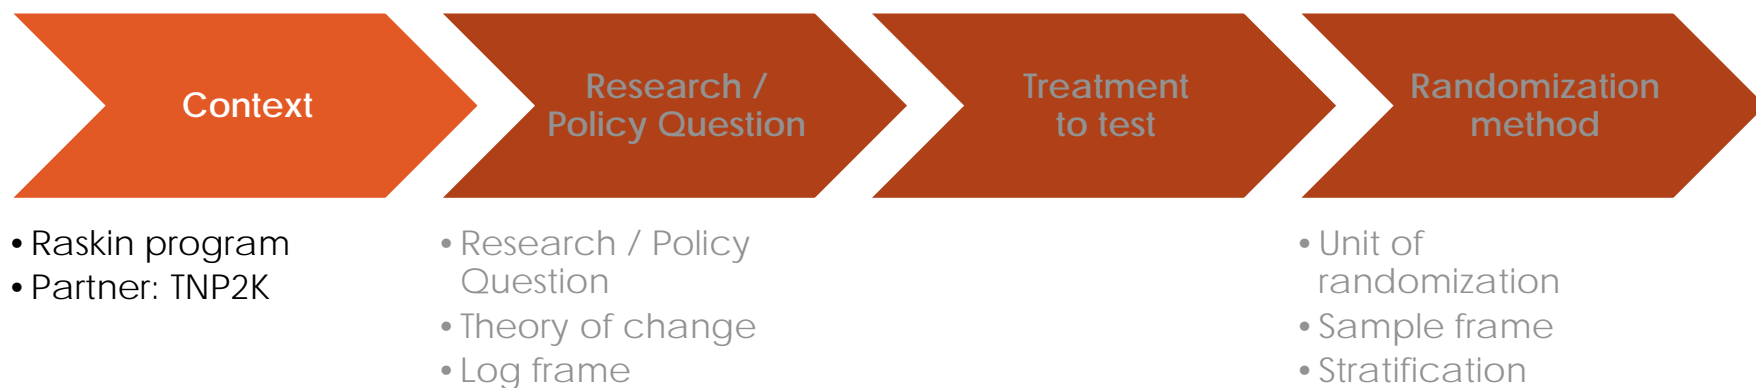 Context
Research /
Policy Question
Treatment
to test
Randomization
method
• Raskin program
• Partner: TNP2K
• Research / Policy
Question
• Theory of change
• Log frame
• Unit of
randomization
• Sample frame
• Stratification